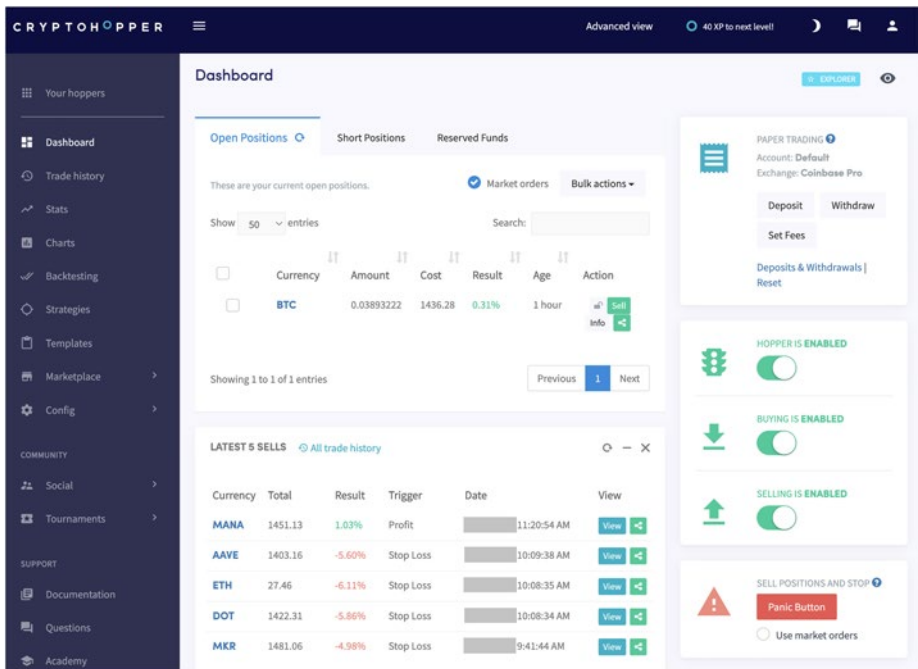 CRYPTOHOPPER
Advanced view
40 XP to next level!
Your hoppers
Dashboard
Trade history
Stats
Charts
Backtesting
Strategies
Templates
Marketplace
Config
COMMUNITY
Social
Tournaments
SUPPORT
Documentation
Questions
Academy
Dashboard
EXPLORER
Open Positions Short Positions Reserved Funds
These are your current open positions. Market orders Bulk actions
Show 50 entries Search:
Currency Amount Cost Result Age Action
BTC 0.03893222 1436.28 0.31% 1 hour Sell
Info
Showing 1 to 1 of 1 entries Previous 1 Next
LATEST 5 SELLS All trade history
Currency Total Result Trigger Date View
MANA 1451.13 1.03% Profit 11:20:54 AM View
AAVE 1403.16 -5.60% Stop Loss 10:09:38 AM View
ETH 27.46 -6.11% Stop Loss 10:08:35 AM View
DOT 1422.31 -5.86% Stop Loss 10:08:34 AM View
MKR 1481.06 -4.98% Stop Loss 9:41:44 AM View
PAPER TRADING
Account: Default
Exchange: Coinbase Pro
Deposit Withdraw
Set Fees
Deposits & Withdrawals |
Reset
HOPPER IS ENABLED
BUYING IS ENABLED
SELLING IS ENABLED
SELL POSITIONS AND STOP
Panic Button
Use market orders